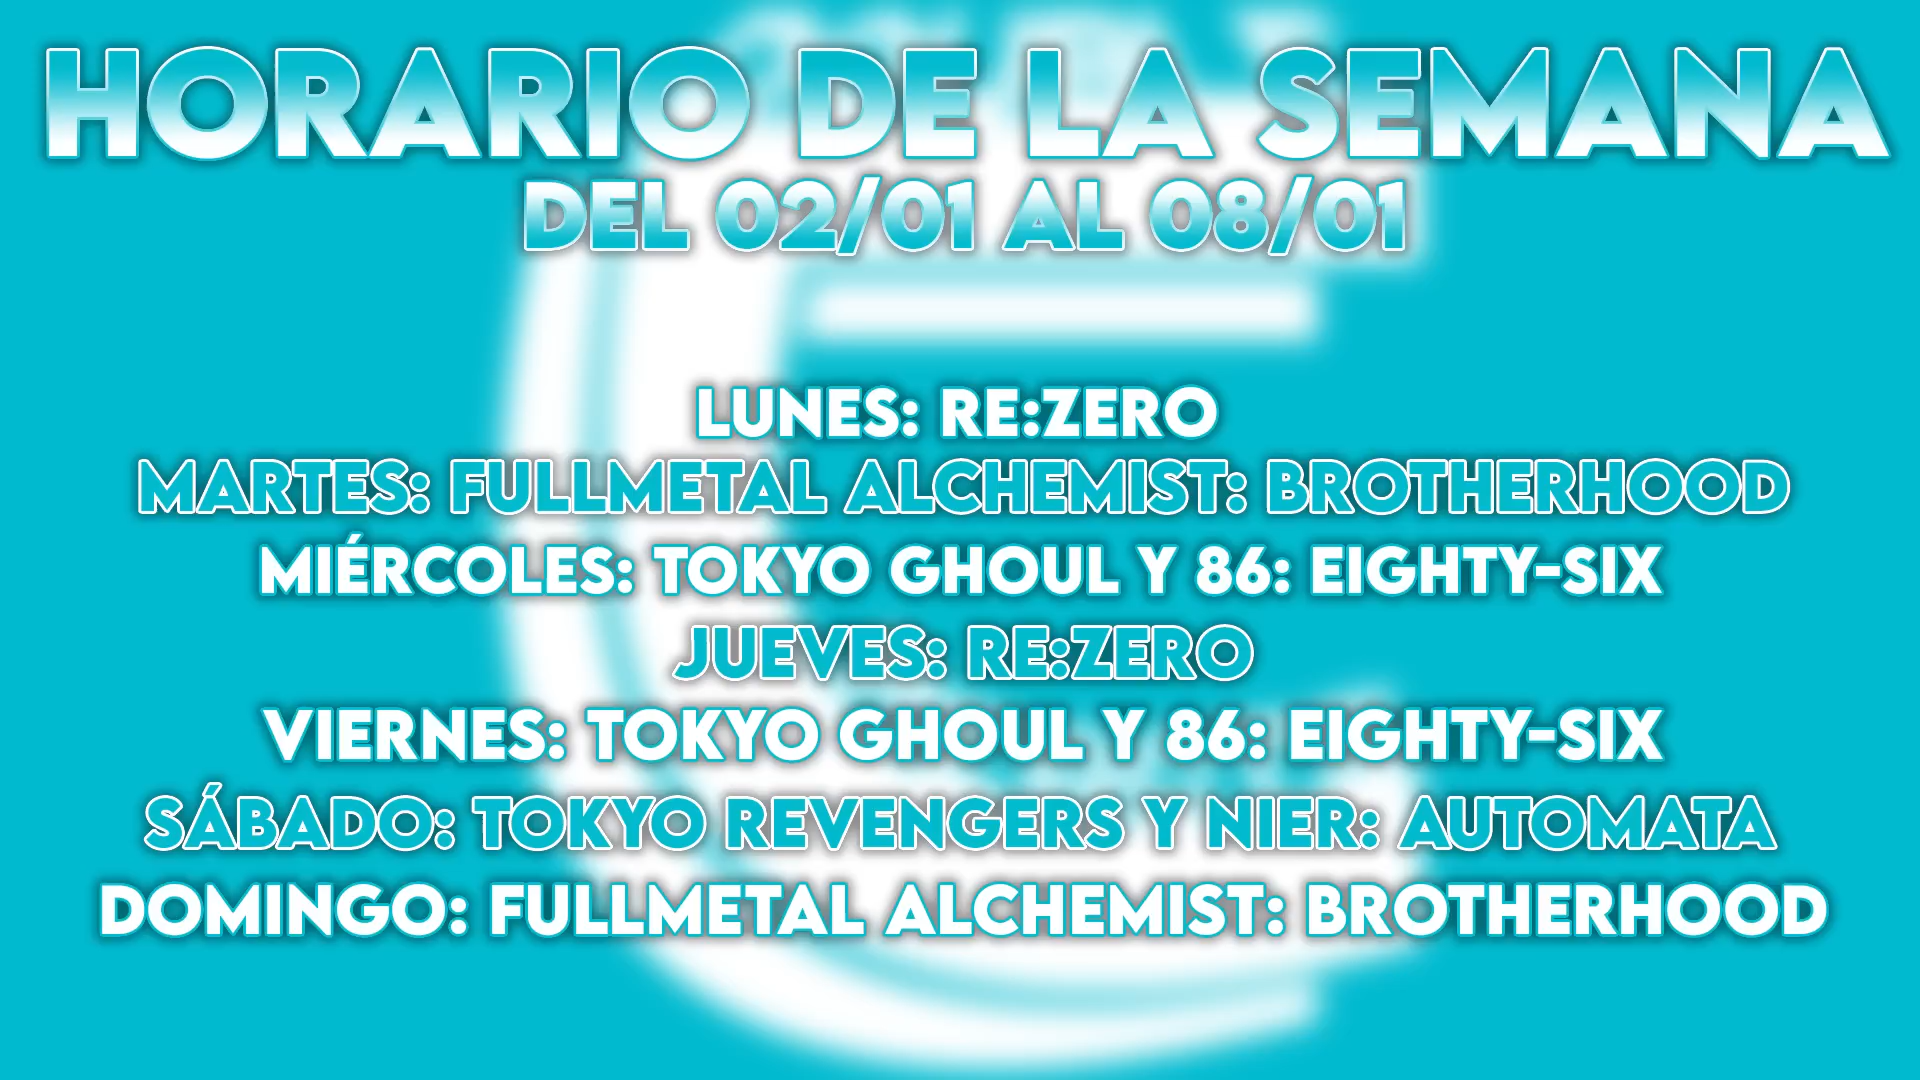 HORARIO DE LA SEMANA
DEL 02/01 AL 08/01
LUNES: RE:ZERO
MARTES: FULLMETAL ALCHEMIST: BROTHERHOOD
MIÉRCOLES: TOKYO GHOUL Y 86: EIGHTY-SIX
JUEVES: RE:ZERO
VIERNES: TOKYO GHOUL Y 86: EIGHTY-SIX
SÁBADO: TOKYO REVENGERS Y NIER: AUTOMATA
DOMINGO: FULLMETAL ALCHEMIST: BROTHERHOOD